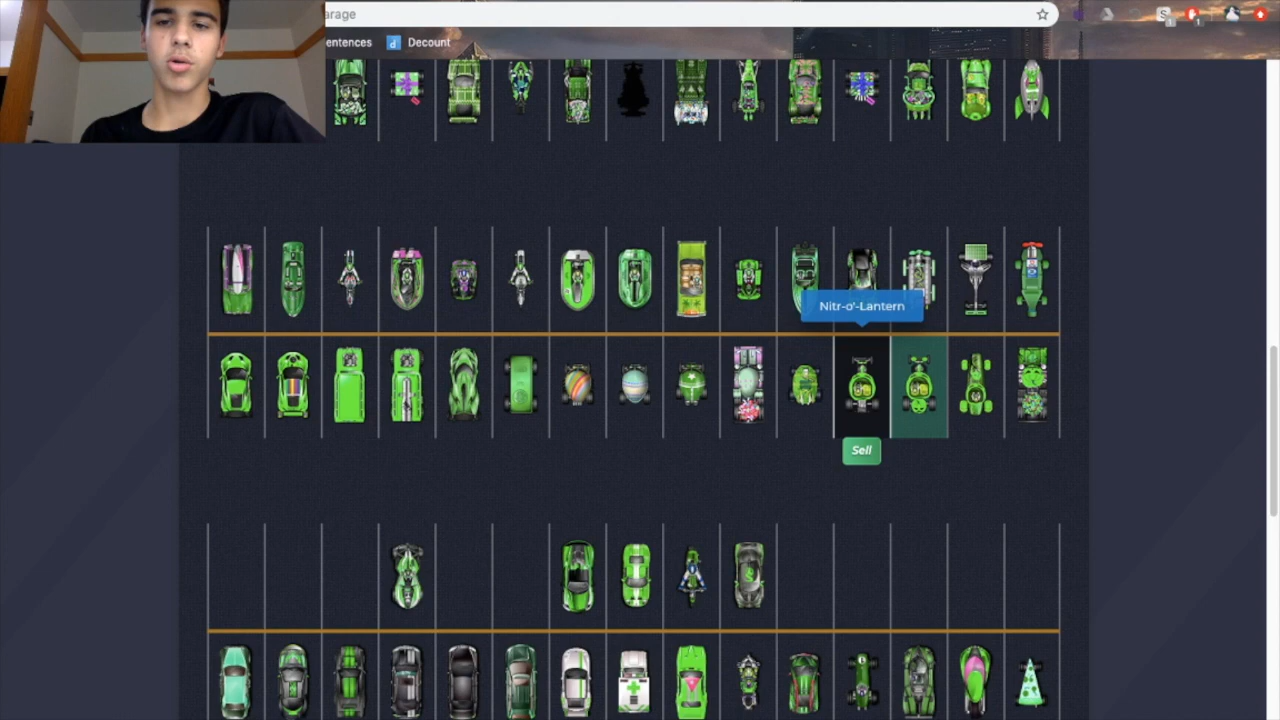 arage
entences
Decount
Nitr-o'-Lantern
Sell